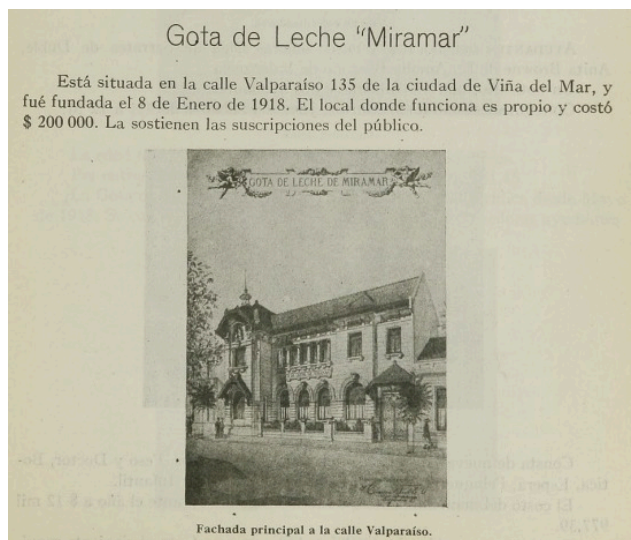 Gota de Leche "Miramar"
Está situada en la calle Valparaíso 135 de la ciudad de Viña del Mar, y
fué fundada el 8 de Enero de 1918. El local donde funciona es propio y costó
$ 200 000. La sostienen las suscripciones del público.
GOTA DE LECHE DE MIRAMAR
Fachada principal a la calle Valparaíso.